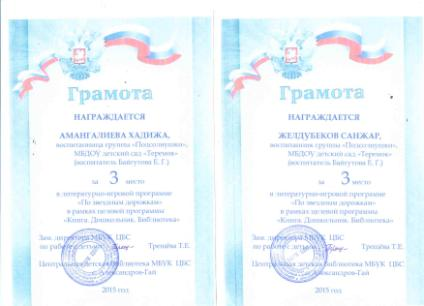 Грамота
НАГРАЖДАЕТСЯ
АМАНГАЛИЕВА ХАДИЖА,
воспитанница группы «Подсолнушки»,
МБДОУ детский сад «Теремок»
(воспитатель Байгутова Е. Г.)
за 3 место
в литературно-игровой программе
«По звездным дорожкам»
в рамках целевой программы
«Книга. Дошкольник. Библиотека»
Зам. директора МБУК ЦБС
по работе с детьми Трепёва Т.Е.
Центральная детская библиотека МБУК ЦБС
с. Александров-Гай
2015 год
Грамота
НАГРАЖДАЕТСЯ
ЖЕЛДУБЕКОВ САНЖАР,
воспитанник группы «Подсолнушки»,
МБДОУ детский сад «Теремок»
(воспитатель Байгутова Е. Г.)
за 3 место
в литературно-игровой программе
«По звездным дорожкам»
в рамках целевой программы
«Книга. Дошкольник. Библиотека»
Зам. директора МБУК ЦБС
по работе с детьми Трепёва Т.Е.
Центральная детская библиотека МБУК ЦБС
с. Александров-Гай
2015 год